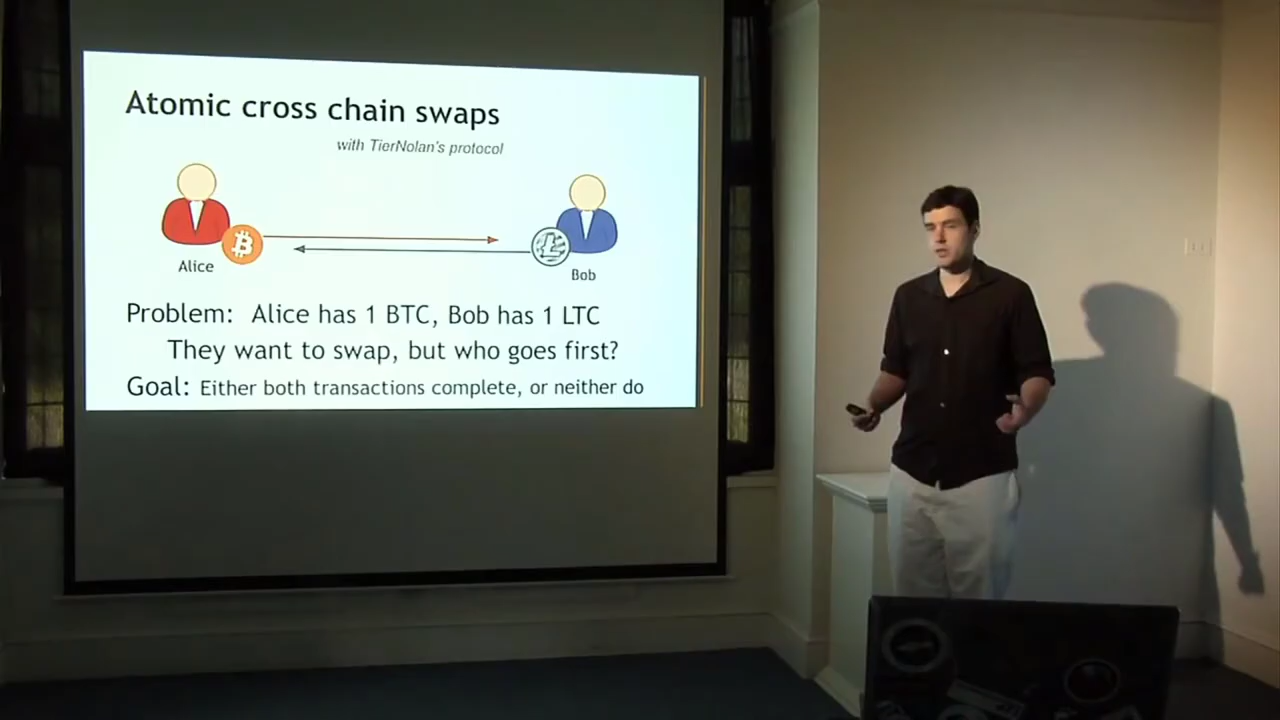 Atomic cross chain swaps
with TierNolan's protocol
Alice
Bob
Problem: Alice has 1 BTC, Bob has 1 LTC
They want to swap, but who goes first?
Goal: Either both transactions complete, or neither do